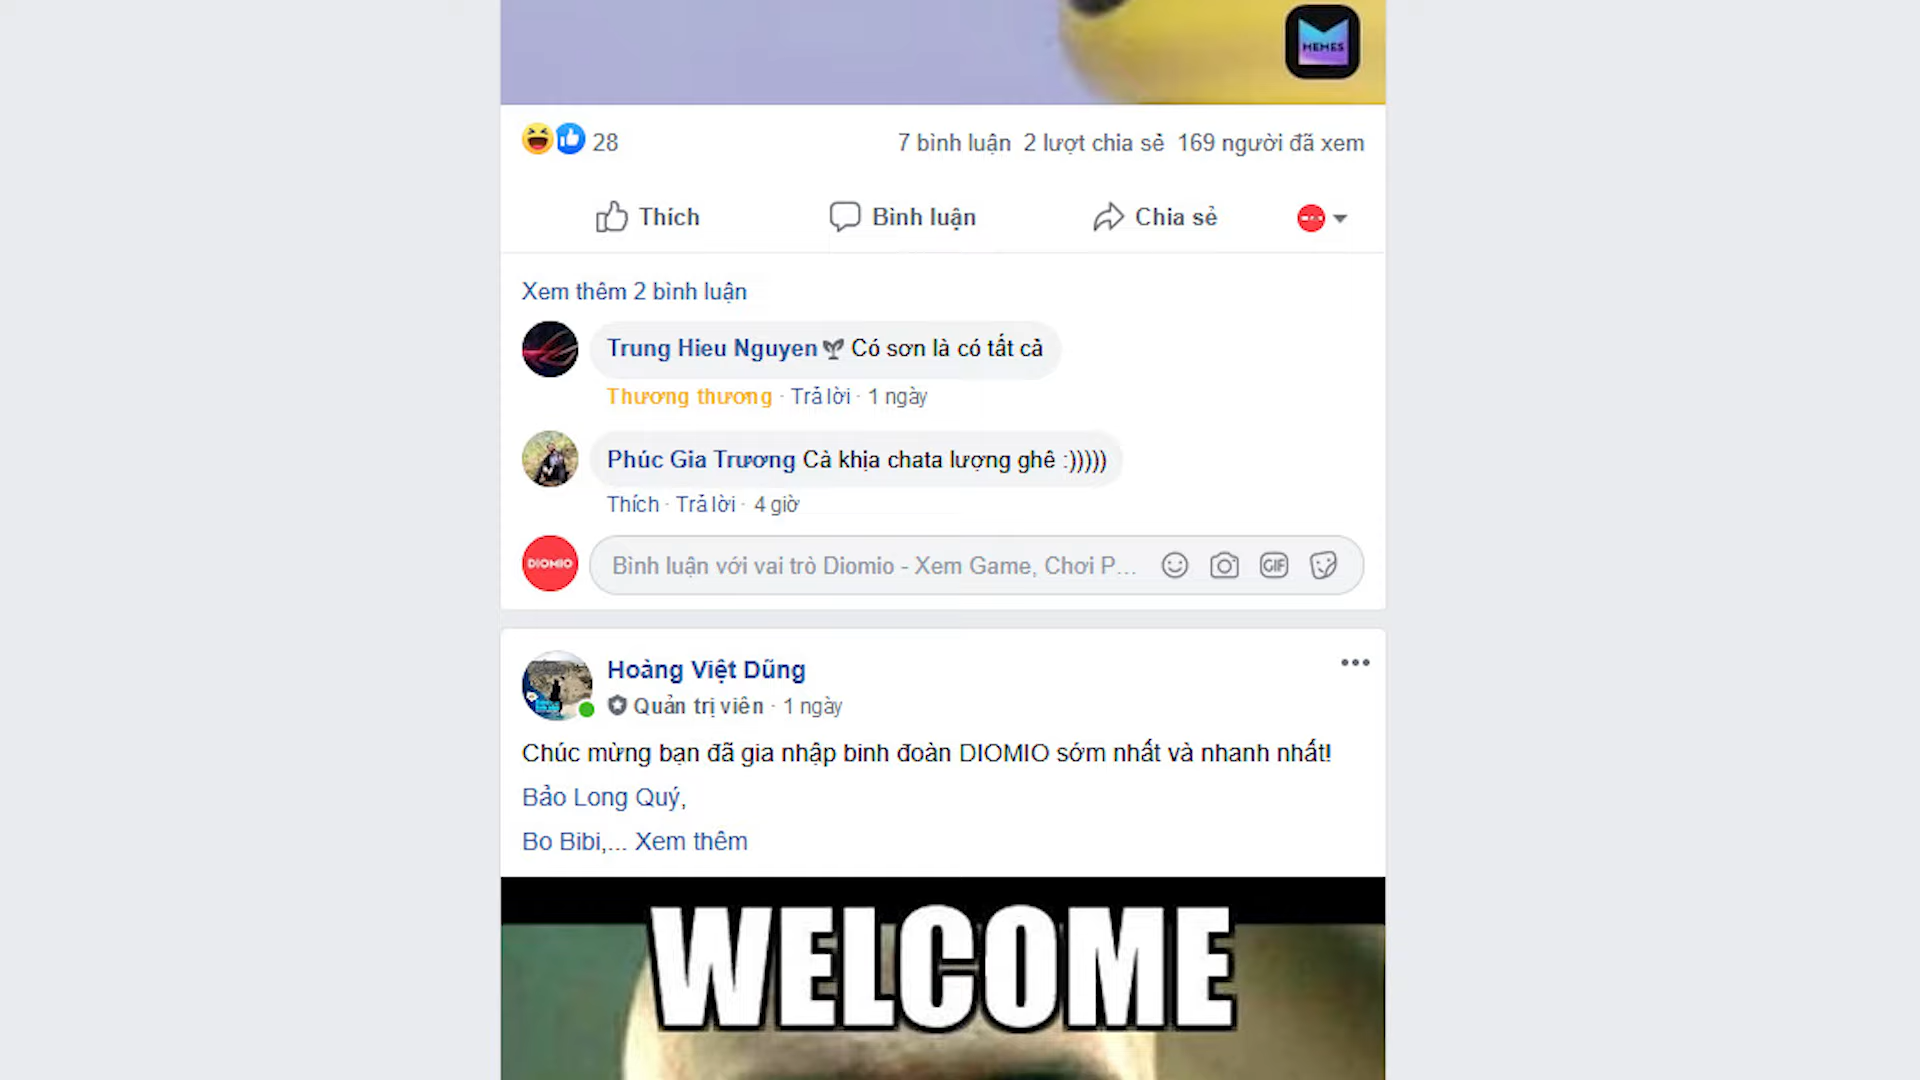 MEMES
28 7 bình luận 2 lượt chia sẻ 169 người đã xem
Thích Bình luận Chia sẻ
Xem thêm 2 bình luận
Trung Hieu Nguyen Có sơn là có tất cả
Thương thương · Trả lời · 1 ngày
Phúc Gia Trương Cà khịa chata lượng ghê :)))))
Thích · Trả lời · 4 giờ
DIOMIO Bình luận với vai trò Diomio - Xem Game, Chơi P... GIF
Hoàng Việt Dũng
Quản trị viên · 1 ngày
Chúc mừng bạn đã gia nhập binh đoàn DIOMIO sớm nhất và nhanh nhất!
Bảo Long Quý,
Bo Bibi,... Xem thêm
WELCOME